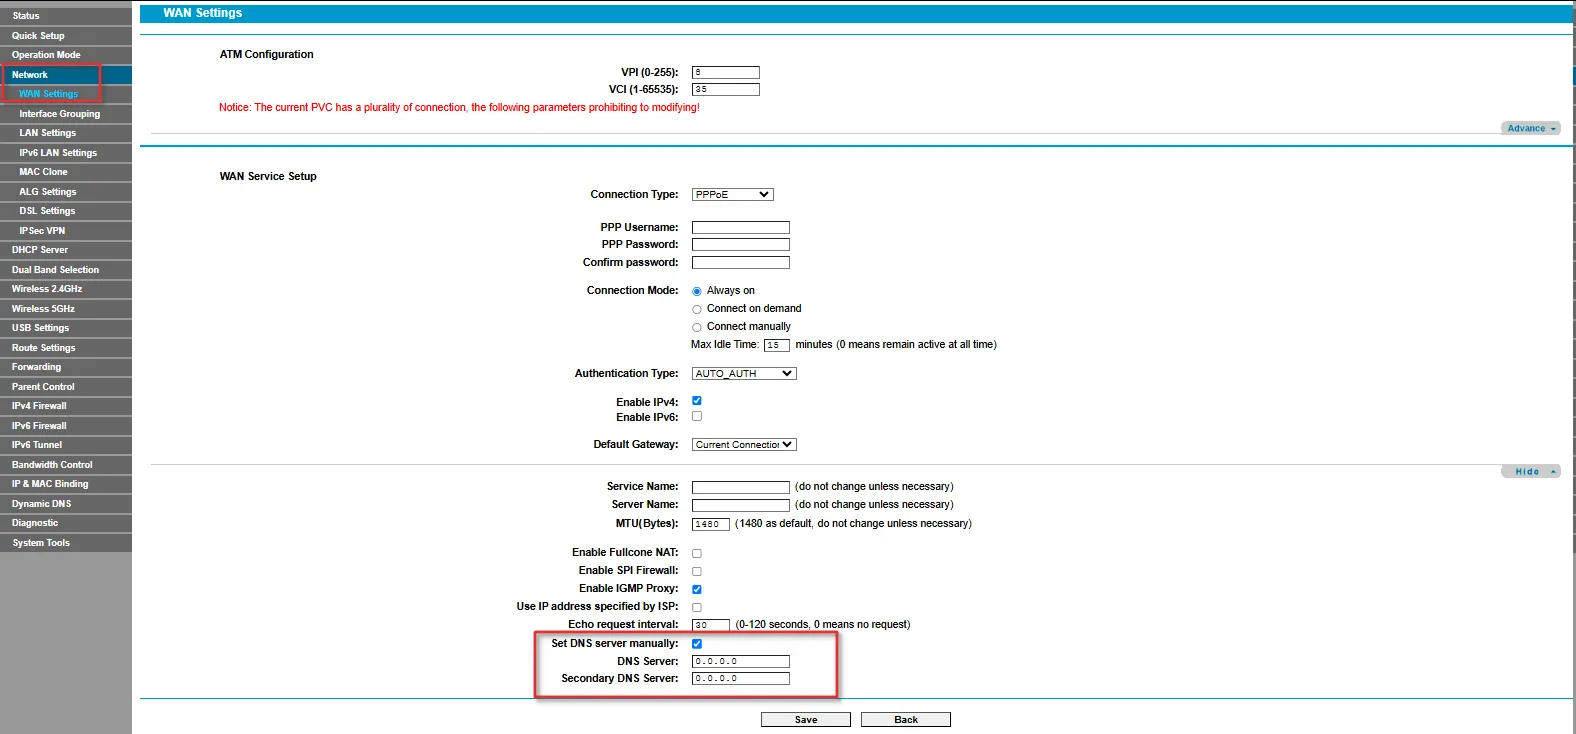 Status
Quick Setup
Operation Mode
Network
WAN Settings
Interface Grouping
LAN Settings
IPv6 LAN Settings
MAC Clone
ALG Settings
DSL Settings
IPSec VPN
DHCP Server
Dual Band Selection
Wireless 2.4GHz
Wireless 5GHz
USB Settings
Route Settings
Forwarding
Parent Control
IPv4 Firewall
IPv6 Firewall
IPv6 Tunnel
Bandwidth Control
IP & MAC Binding
Dynamic DNS
Diagnostic
System Tools
WAN Settings
ATM Configuration
VPI (0-255): 8
VCI (1-65535): 35
Notice: The current PVC has a plurality of connection, the following parameters prohibiting to modifying!
Advance
WAN Service Setup
Connection Type: PPPoE
PPP Username:
PPP Password:
Confirm password:
Connection Mode: Always on
Connect on demand
Connect manually
Max Idle Time: 15 minutes (0 means remain active at all time)
Authentication Type: AUTO_AUTH
Enable IPv4:
Enable IPv6:
Default Gateway: Current Connection
Hide
Service Name: (do not change unless necessary)
Server Name: (do not change unless necessary)
MTU(Bytes): 1480 (1480 as default, do not change unless necessary)
Enable Fullcone NAT:
Enable SPI Firewall:
Enable IGMP Proxy:
Use IP address specified by ISP:
Echo request interval: 30 (0-120 seconds, 0 means no request)
Set DNS server manually:
DNS Server: 0.0.0.0
Secondary DNS Server: 0.0.0.0
Save Back